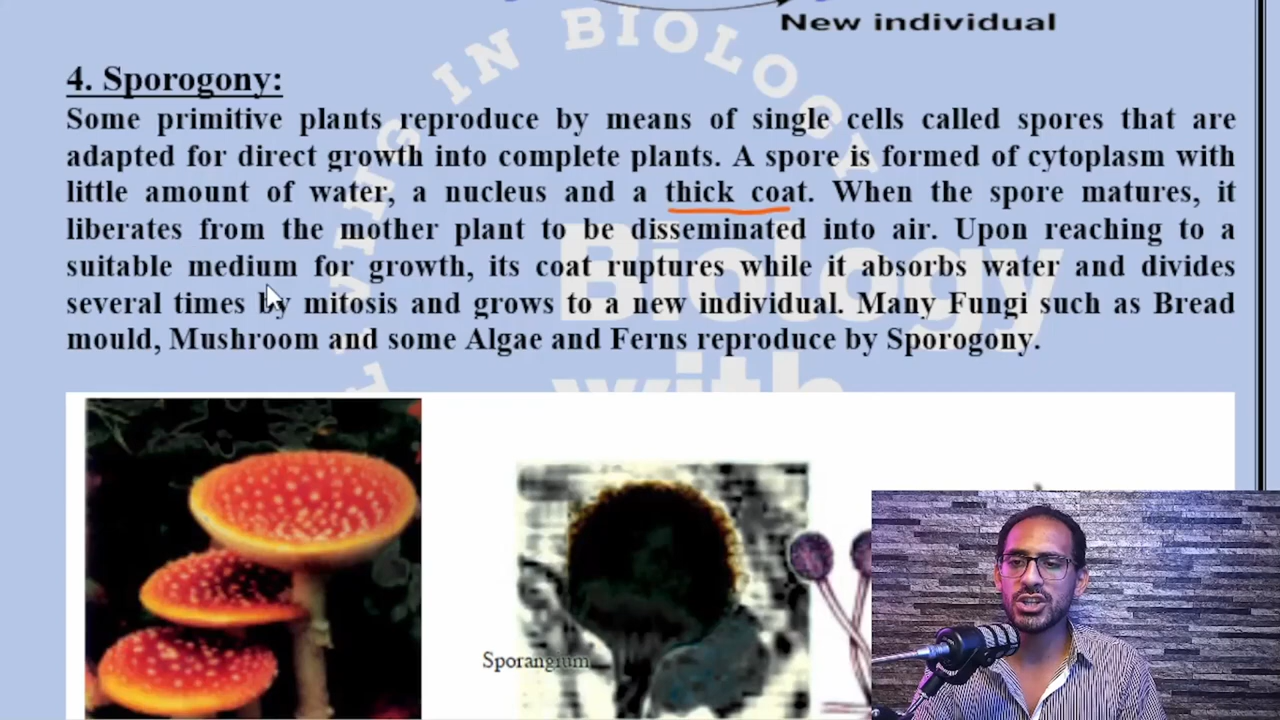 New individual
4. Sporogony:
Some primitive plants reproduce by means of single cells called spores that are
adapted for direct growth into complete plants. A spore is formed of cytoplasm with
little amount of water, a nucleus and a thick coat. When the spore matures, it
liberates from the mother plant to be disseminated into air. Upon reaching to a
suitable medium for growth, its coat ruptures while it absorbs water and divides
several times by mitosis and grows to a new individual. Many Fungi such as Bread
mould, Mushroom and some Algae and Ferns reproduce by Sporogony.
IN BIOLOGY
Biology
with
Sporangium